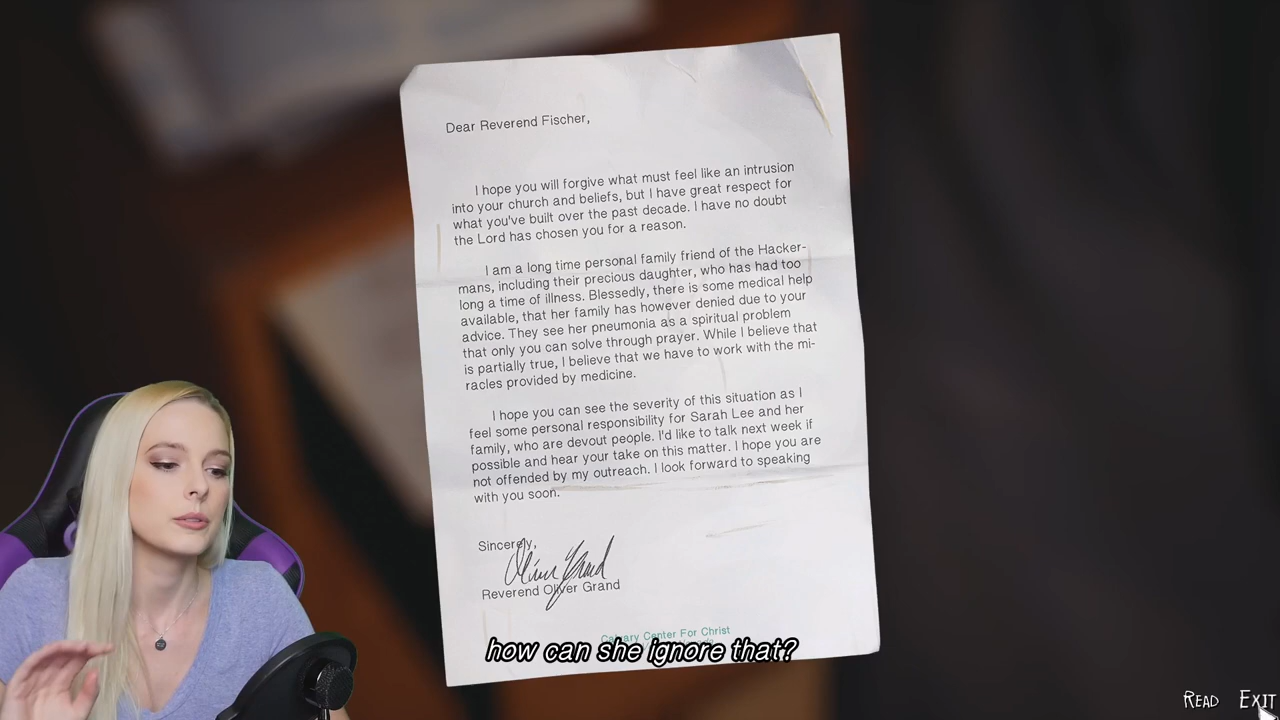 Dear Reverend Fischer,
I hope you will forgive what must feel like an intrusion
into your church and beliefs, but I have great respect for
what you've built over the past decade. I have no doubt
the Lord has chosen you for a reason.
I am a long time personal family friend of the Hacker-
mans, including their precious daughter, who has had too
long a time of illness. Blessedly, there is some medical help
available, that her family has however denied due to your
advice. They see her pneumonia as a spiritual problem
that only you can solve through prayer. While I believe that
is partially true, I believe that we have to work with the mi-
racles provided by medicine.
I hope you can see the severity of this situation as I
feel some personal responsibility for Sarah Lee and her
family, who are devout people. I'd like to talk next week if
possible and hear your take on this matter. I hope you are
not offended by my outreach. I look forward to speaking
with you soon.
Sincerely,
Oliver Grand
Reverend Oliver Grand
Calvary Center For Christ
how can she ignore that?
READ EXIT